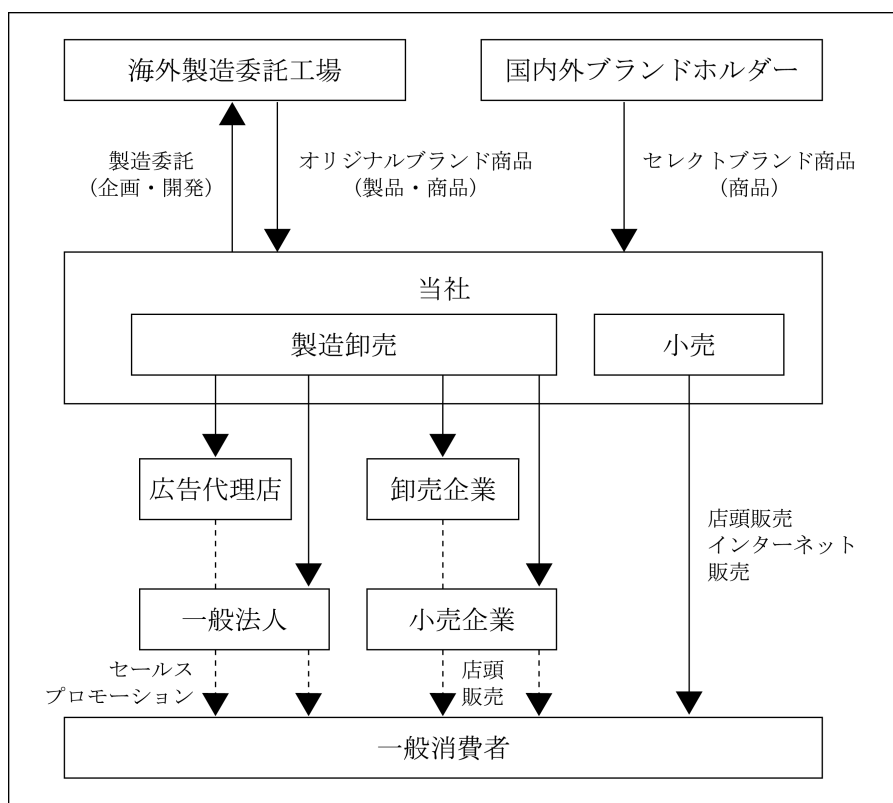 海外製造委託工場
国内外ブランドホルダー
製造委託
（企画・開発）
オリジナルブランド商品
（製品・商品）
セレクトブランド商品
（商品）
当社
製造卸売
小売
広告代理店
卸売企業
店頭販売
インターネット
販売
一般法人
小売企業
セールス
プロモーション
店頭
販売
一般消費者